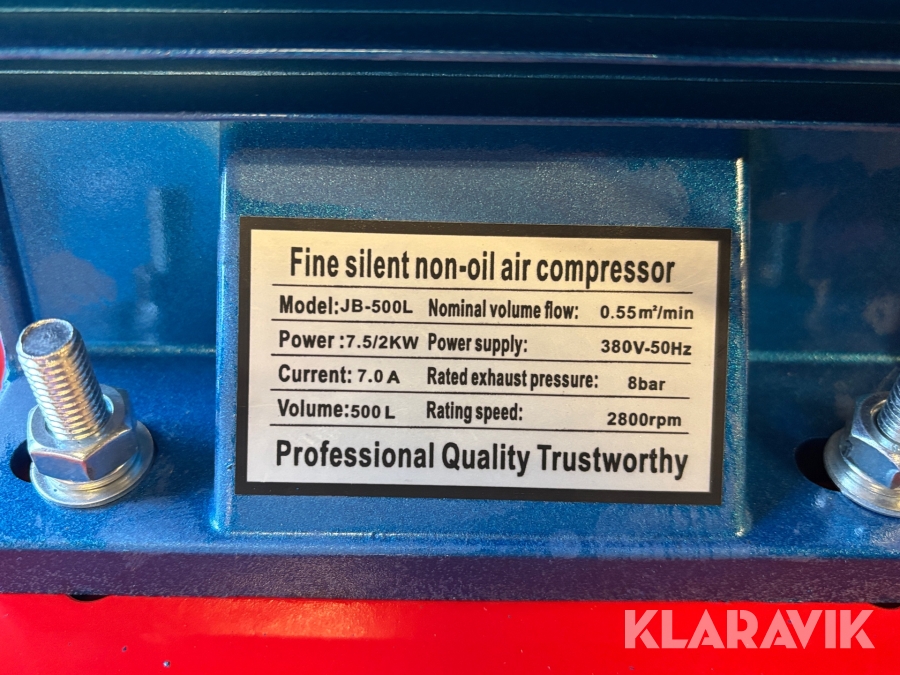 Fine silent non-oil air compressor
Model:JB-500L Nominal volume flow: 0.55m²/min
Power:7.5/2KW Power supply: 380V-50Hz
Current: 7.0 A Rated exhaust pressure: 8bar
Volume:500 L Rating speed: 2800rpm
Professional Quality Trustworthy
KLARAVIK